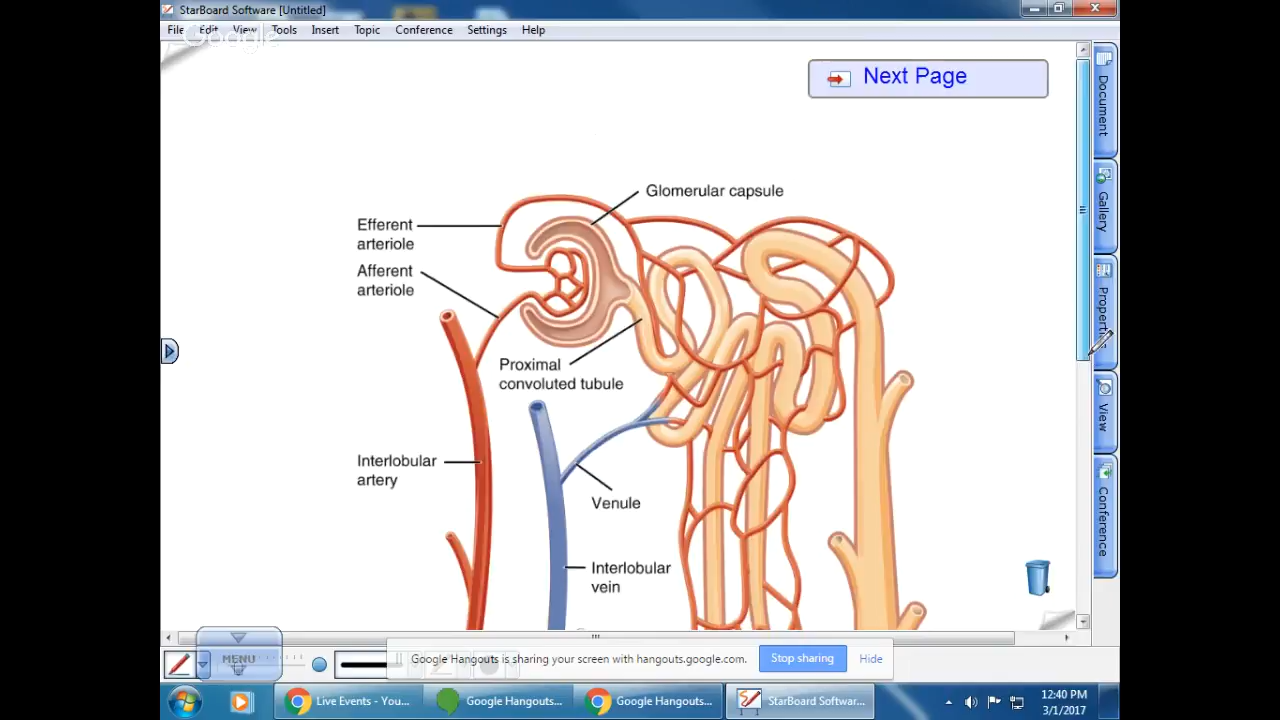 StarBoard Software [Untitled]
File Edit View Tools Insert Topic Conference Settings Help
Google
Next Page
Document
Gallery
Properties
View
Conference
Glomerular capsule
Efferent
arteriole
Afferent
arteriole
Proximal
convoluted tubule
Interlobular
artery
Venule
Interlobular
vein
MENU
Google Hangouts is sharing your screen with hangouts.google.com. Stop sharing Hide
Live Events - You... Google Hangouts... Google Hangouts... StarBoard Softwar...
12:40 PM
3/1/2017